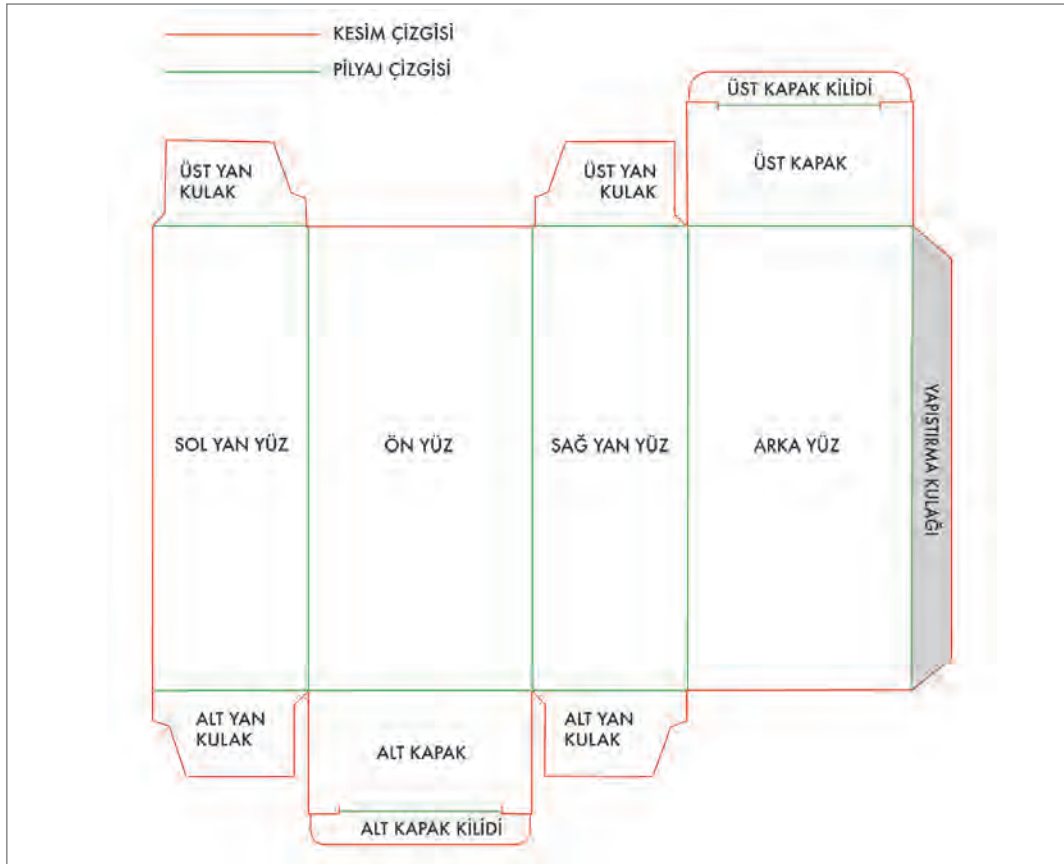 KESİM ÇİZGİSİ
PİLYAJ ÇİZGİSİ
ÜST KAPAK KİLİDİ
ÜST KAPAK
ÜST YAN
KULAK
ÜST YAN
KULAK
SOL YAN YÜZ
ÖN YÜZ
SAĞ YAN YÜZ
ARKA YÜZ
YAPIŞTIRMA KULAĞI
ALT YAN
KULAK
ALT KAPAK
ALT YAN
KULAK
ALT KAPAK KİLİDİ